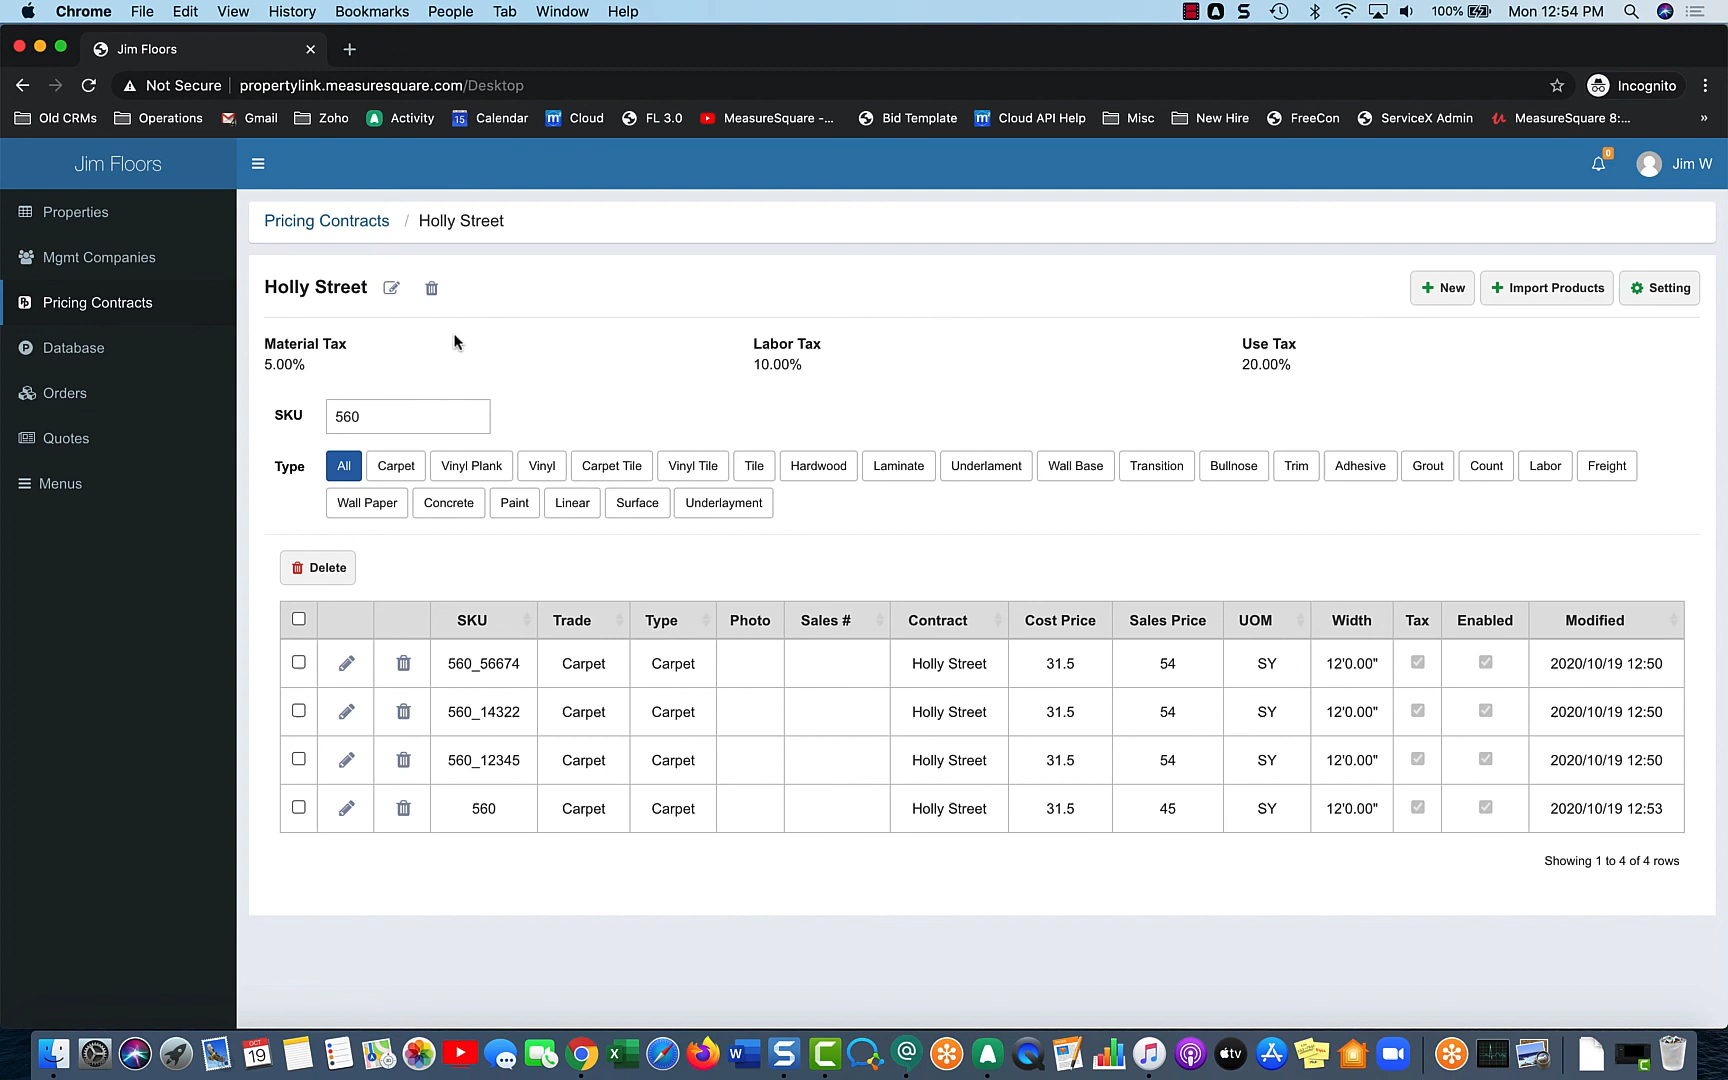 Chrome File Edit View History Bookmarks People Tab Window Help 100% Mon 12:54 PM
Jim Floors
Not Secure propertylink.measuresquare.com/Desktop Incognito
Old CRMs Operations Gmail Zoho Activity 15 Calendar Cloud FL 3.0 MeasureSquare -... Bid Template Cloud API Help Misc New Hire FreeCon ServiceX Admin MeasureSquare 8:... »
Jim Floors 0 Jim W
Properties
Mgmt Companies
Pricing Contracts
Database
Orders
Quotes
Menus
Pricing Contracts / Holly Street
Holly Street New Import Products Setting
Material Tax Labor Tax Use Tax
5.00% 10.00% 20.00%
SKU 560
Type All Carpet Vinyl Plank Vinyl Carpet Tile Vinyl Tile Tile Hardwood Laminate Underlament Wall Base Transition Bullnose Trim Adhesive Grout Count Labor Freight
Wall Paper Concrete Paint Linear Surface Underlayment
Delete
SKU Trade Type Photo Sales # Contract Cost Price Sales Price UOM Width Tax Enabled Modified
560_56674 Carpet Carpet Holly Street 31.5 54 SY 12'0.00" 2020/10/19 12:50
560_14322 Carpet Carpet Holly Street 31.5 54 SY 12'0.00" 2020/10/19 12:50
560_12345 Carpet Carpet Holly Street 31.5 54 SY 12'0.00" 2020/10/19 12:50
560 Carpet Carpet Holly Street 31.5 45 SY 12'0.00" 2020/10/19 12:53
Showing 1 to 4 of 4 rows
OCT 19 tv